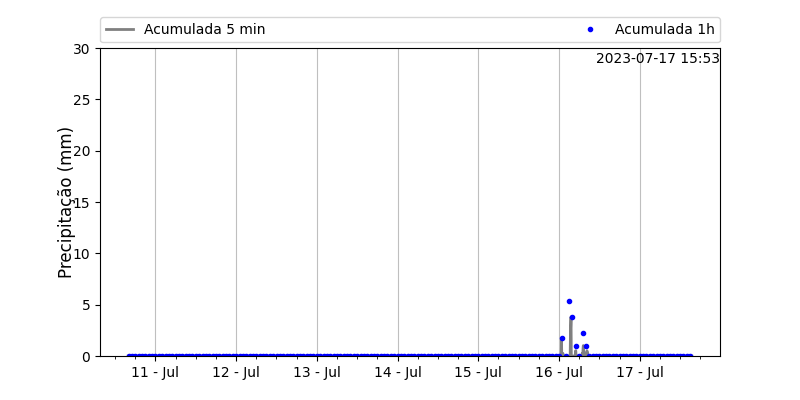 Acumulada 5 min
Acumulada 1h
2023-07-17 15:53
Precipitação (mm)
30
25
20
15
10
5
0
11 - Jul
12 - Jul
13 - Jul
14 - Jul
15 - Jul
16 - Jul
17 - Jul